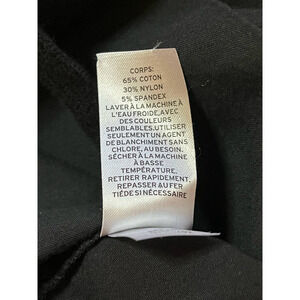 CORPS:
65% COTON
30% NYLON
5% SPANDEX
LAVER À LA MACHINE À
L'EAU FROIDE, AVEC
DES COULEURS
SEMBLABLES, UTILISER
SEULEMENT UN AGENT
DE BLANCHIMENT SANS
CHLORE, AU BESOIN.
SÉCHER À LA MACHINE
À BASSE
TEMPÉRATURE,
RETIRER RAPIDEMENT.
REPASSER AU FER
TIÈDE SI NÉCESSAIRE